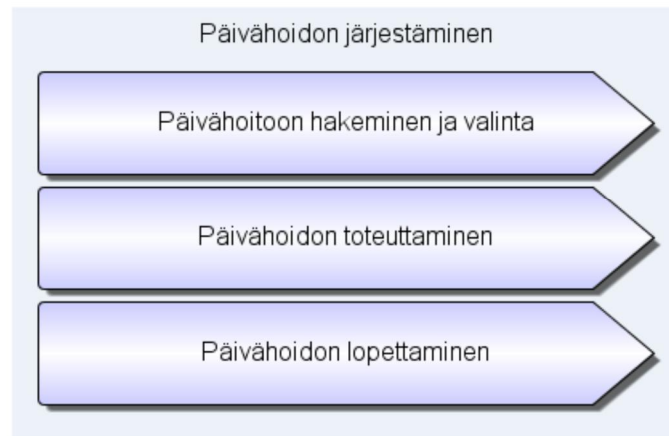 Päivähoidon järjestäminen
Päivähoitoon hakeminen ja valinta
Päivähoidon toteuttaminen
Päivähoidon lopettaminen